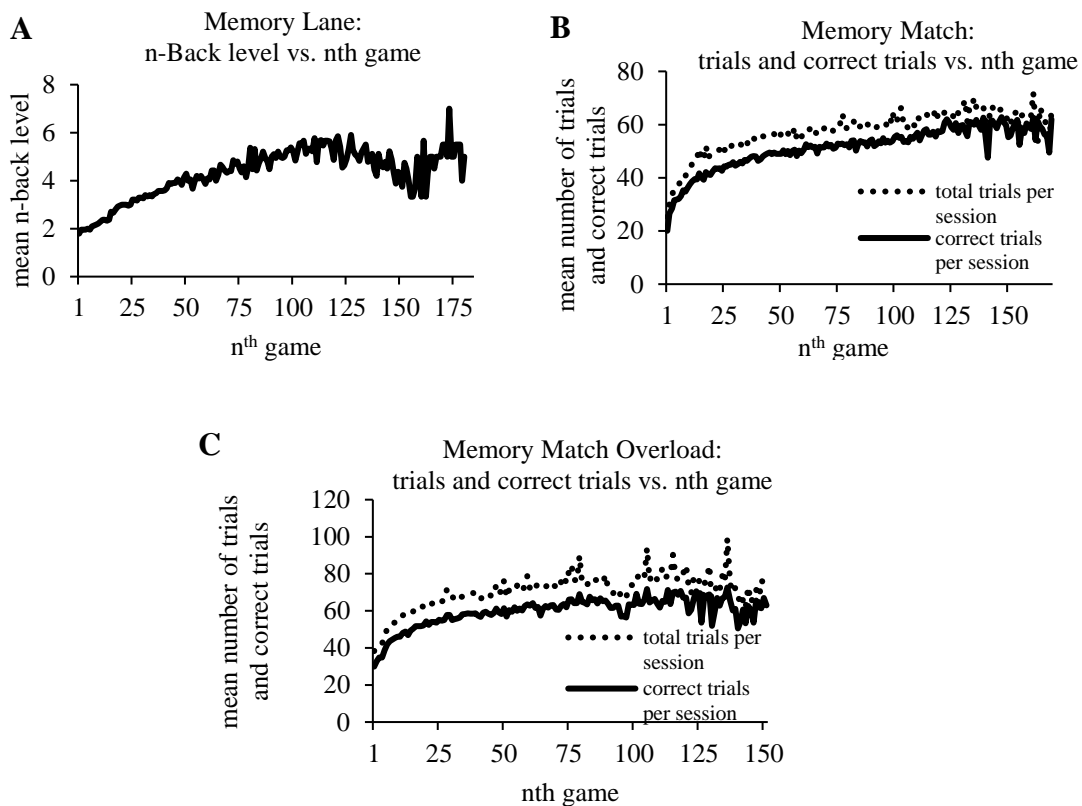 A
Memory Lane:
n-Back level vs. nth game
mean n-back level
8
6
4
2
0
1 25 50 75 100 125 150 175
nth game
B
Memory Match:
trials and correct trials vs. nth game
mean number of trials
and correct trials
80
60
40
20
0
total trials per
session
correct trials
per session
1 25 50 75 100 125 150
nth game
C
Memory Match Overload:
trials and correct trials vs. nth game
mean number of trials
and correct trials
120
100
80
60
40
20
0
total trials per
session
correct trials
per session
1 25 50 75 100 125 150
nth game